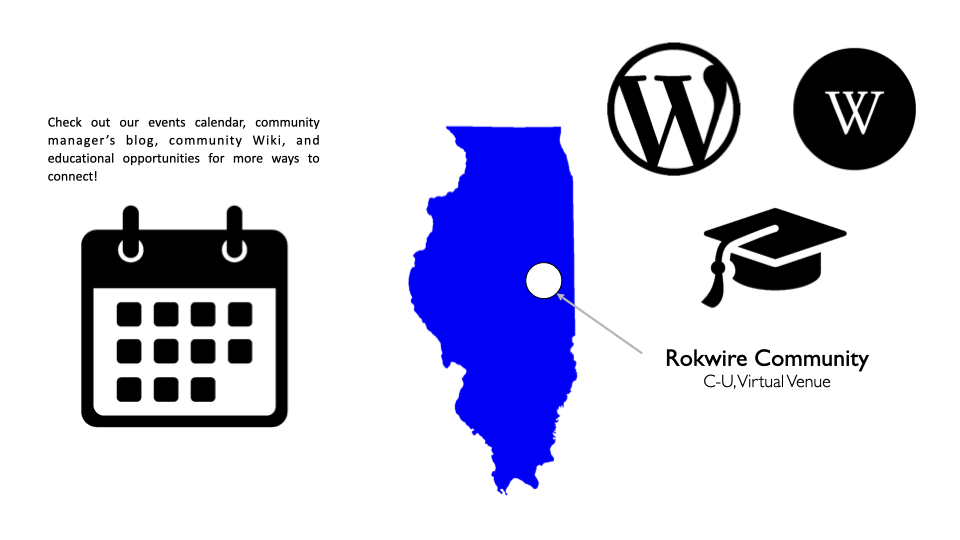 Check out our events calendar, community
manager's blog, community Wiki, and
educational opportunities for more ways to
connect!
W
W
Rokwire Community
C-U, Virtual Venue